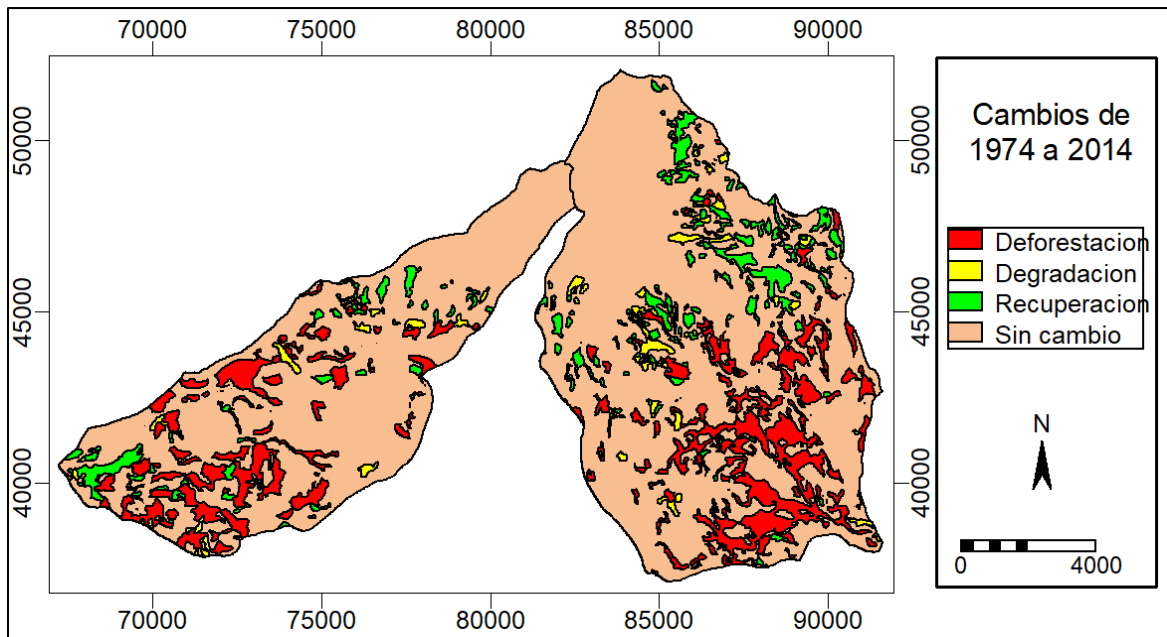 70000 75000 80000 85000 90000
50000 50000
45000 45000
40000 40000
70000 75000 80000 85000 90000
Cambios de
1974 a 2014
Deforestacion
Degradacion
Recuperacion
Sin cambio
N
0 4000